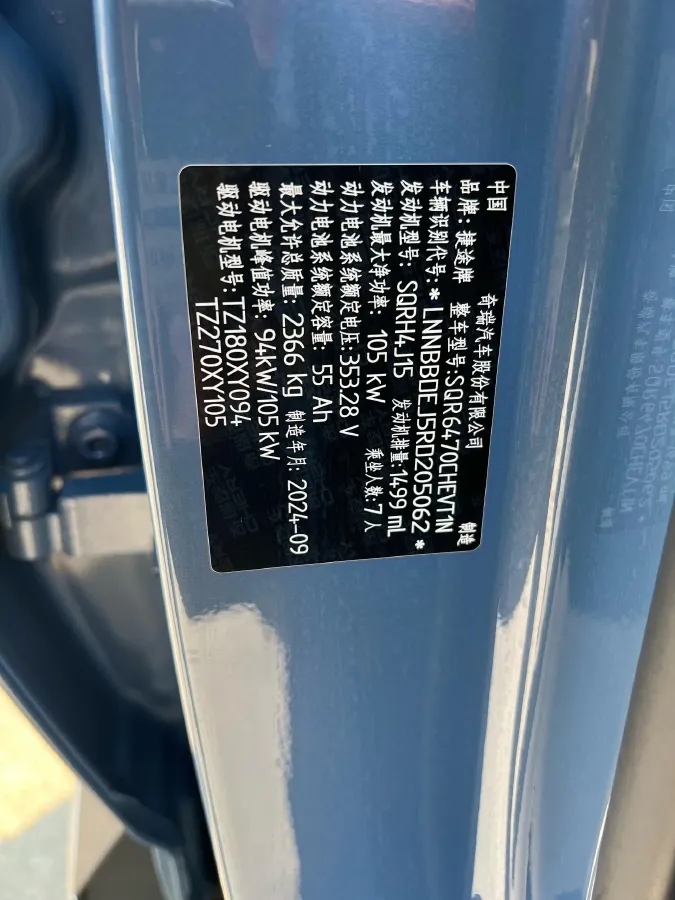 中国 奇瑞汽车股份有限公司 制造
品牌：捷途牌 整车型号：SQR6470CHEVT1N
车辆识别代号：*LNNBBDEJ5RD205062*
发动机型号：SQRH4J15 发动机排量：1499 mL
发动机最大净功率：105 kW 乘坐人数：7人
动力电池系统额定电压：353.28 V
动力电池系统额定容量：55 Ah
最大允许总质量：2366 kg 制造年月：2024-09
驱动电机峰值功率：94kW/105 kW
驱动电机型号：TZ180XY094
TZ270XY105